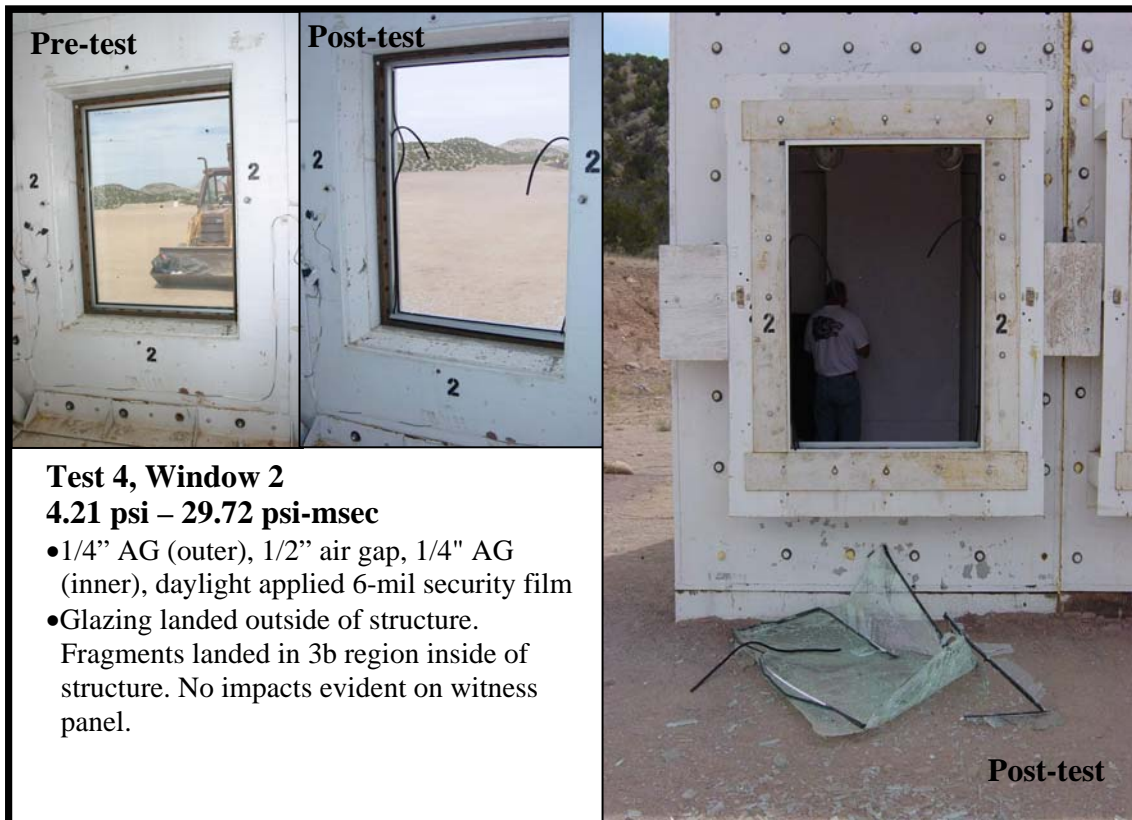 Pre-test
Post-test
2
2
2
2
2
2
2
2
Test 4, Window 2
4.21 psi – 29.72 psi-msec
•1/4” AG (outer), 1/2” air gap, 1/4" AG
(inner), daylight applied 6-mil security film
•Glazing landed outside of structure.
Fragments landed in 3b region inside of
structure. No impacts evident on witness
panel.
Post-test